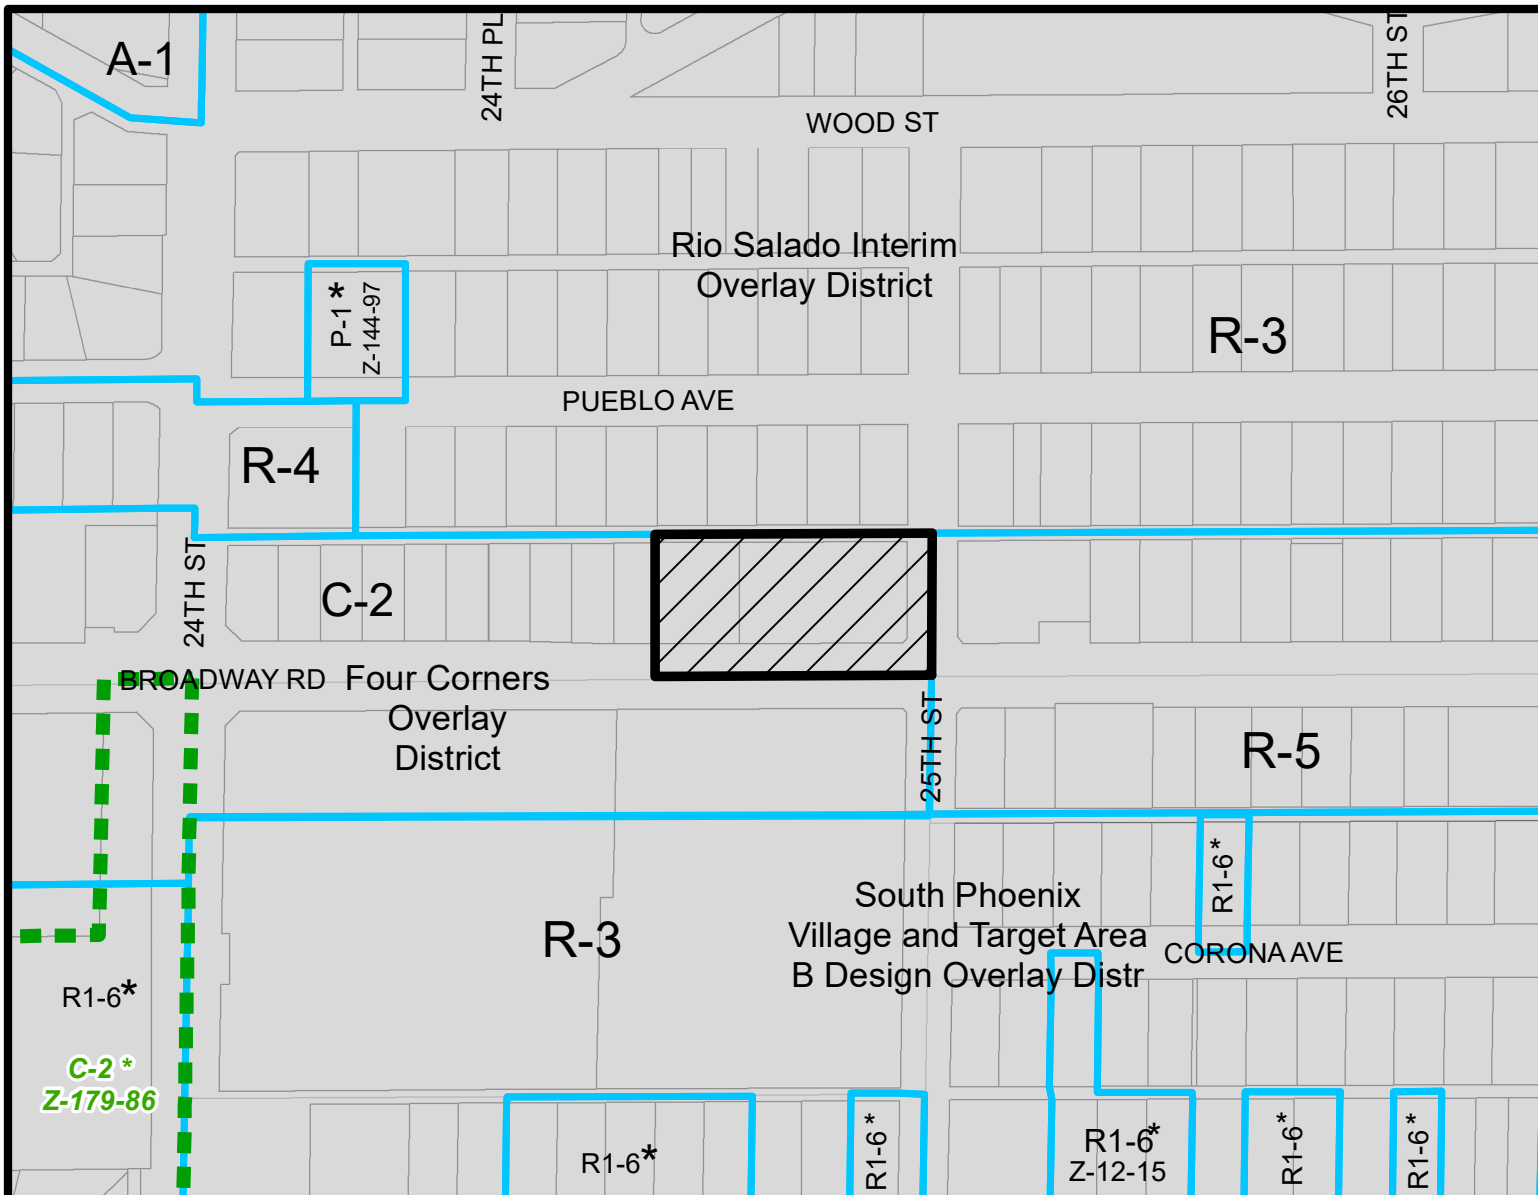 A-1
24TH PL
26TH ST
WOOD ST
Rio Salado Interim
Overlay District
P-1 *
Z-144-97
R-3
PUEBLO AVE
R-4
24TH ST
C-2
BROADWAY RD
Four Corners
Overlay
District
25TH ST
R-5
R1-6*
South Phoenix
Village and Target Area
B Design Overlay Distr
R-3
CORONA AVE
R1-6*
C-2 *
Z-179-86
R1-6*
R1-6*
R1-6*
Z-12-15
R1-6*
R1-6*